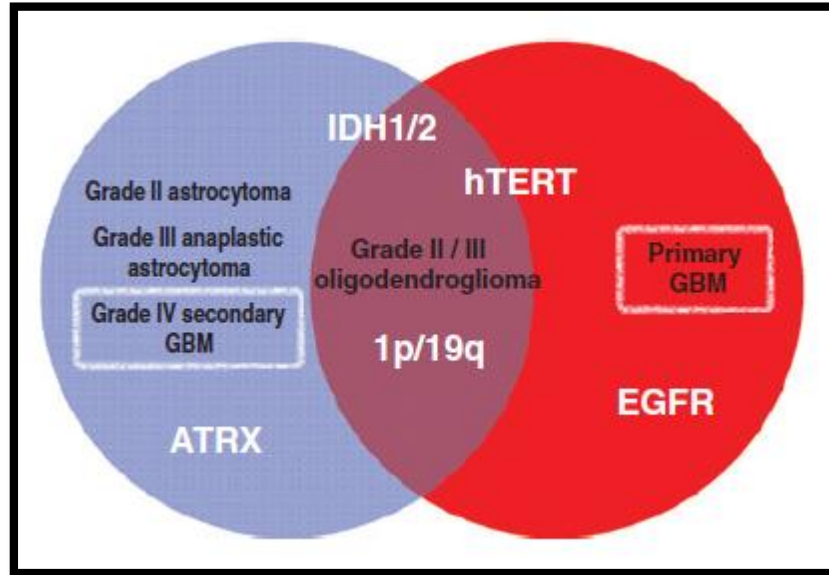 IDH1/2
hTERT
Grade II astrocytoma
Grade III anaplastic
astrocytoma
Grade IV secondary
GBM
Grade II / III
oligodendroglioma
1p/19q
Primary
GBM
EGFR
ATRX